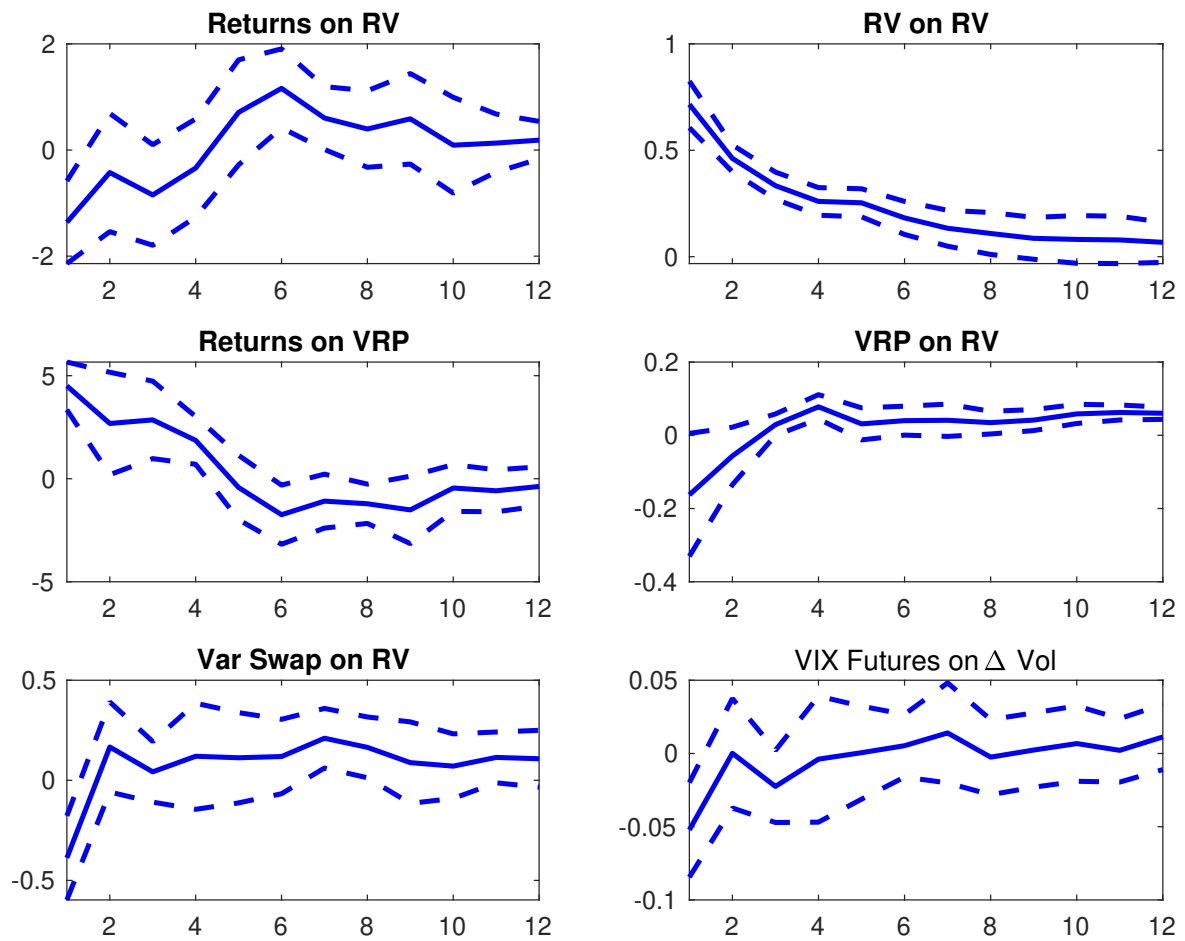 Returns on RV
2
0
-2
2 4 6 8 10 12
RV on RV
1
0.5
0
2 4 6 8 10 12
Returns on VRP
5
0
-5
2 4 6 8 10 12
VRP on RV
0.2
0
-0.2
-0.4
2 4 6 8 10 12
Var Swap on RV
0.5
0
-0.5
2 4 6 8 10 12
VIX Futures on Δ Vol
0.05
0
-0.05
-0.1
2 4 6 8 10 12